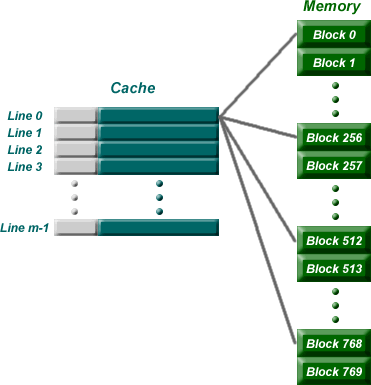 Memory
Block 0
Block 1
Cache
Line 0
Line 1
Line 2
Line 3
Line m-1
Block 256
Block 257
Block 512
Block 513
Block 768
Block 769